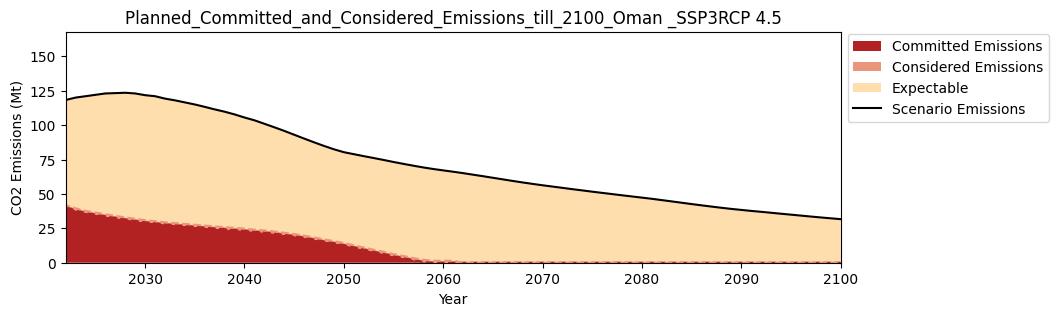 Planned_Committed_and_Considered_Emissions_till_2100_Oman _SSP3RCP 4.5
150
125
100
75
50
25
0
CO2 Emissions (Mt)
2030
2040
2050
2060
2070
2080
2090
2100
Year
Committed Emissions
Considered Emissions
Expectable
Scenario Emissions